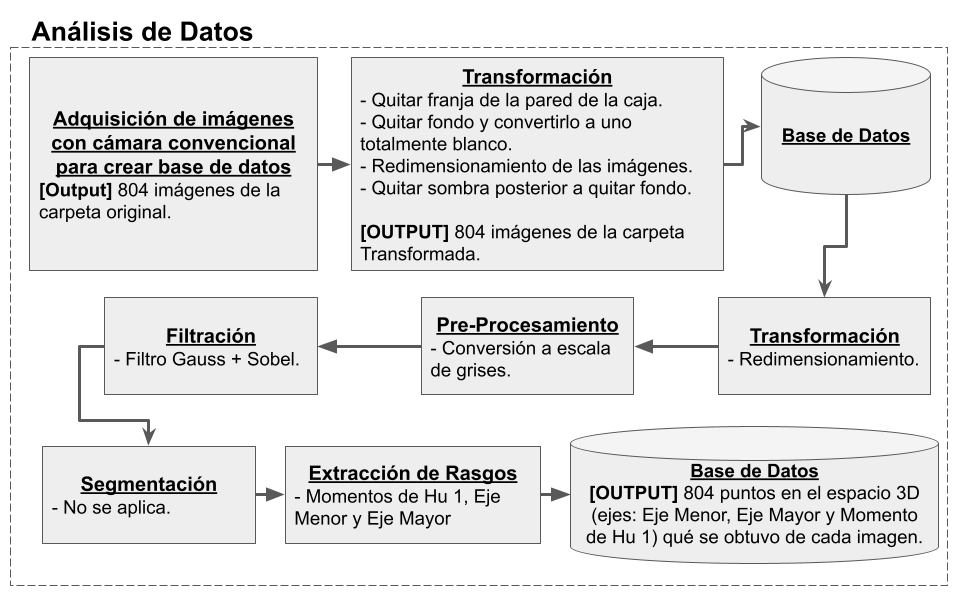 Análisis de Datos
Adquisición de imágenes
con cámara convencional
para crear base de datos
[Output] 804 imágenes de la
carpeta original.
Transformación
- Quitar franja de la pared de la caja.
- Quitar fondo y convertirlo a uno
totalmente blanco.
- Redimensionamiento de las imágenes.
- Quitar sombra posterior a quitar fondo.
[OUTPUT] 804 imágenes de la carpeta
Transformada.
Base de Datos
Transformación
- Redimensionamiento.
Pre-Procesamiento
- Conversión a escala
de grises.
Filtración
- Filtro Gauss + Sobel.
Segmentación
- No se aplica.
Extracción de Rasgos
- Momentos de Hu 1, Eje
Menor y Eje Mayor
Base de Datos
[OUTPUT] 804 puntos en el espacio 3D
(ejes: Eje Menor, Eje Mayor y Momento
de Hu 1) qué se obtuvo de cada imagen.